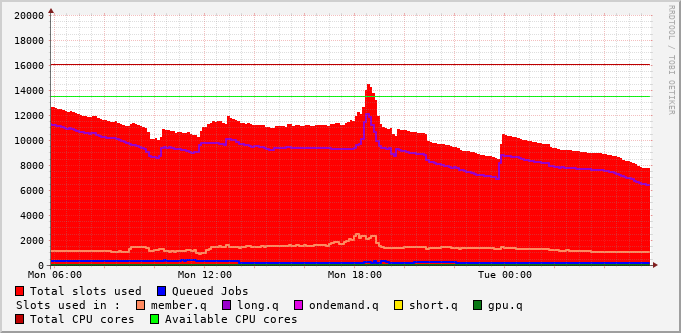 20000
18000
16000
14000
12000
10000
8000
6000
4000
2000
0
Mon 06:00 Mon 12:00 Mon 18:00 Tue 00:00
RRDTOOL / TOBI OETIKER
Total slots used Queued Jobs
Slots used in : member.q long.q ondemand.q short.q gpu.q
Total CPU cores Available CPU cores